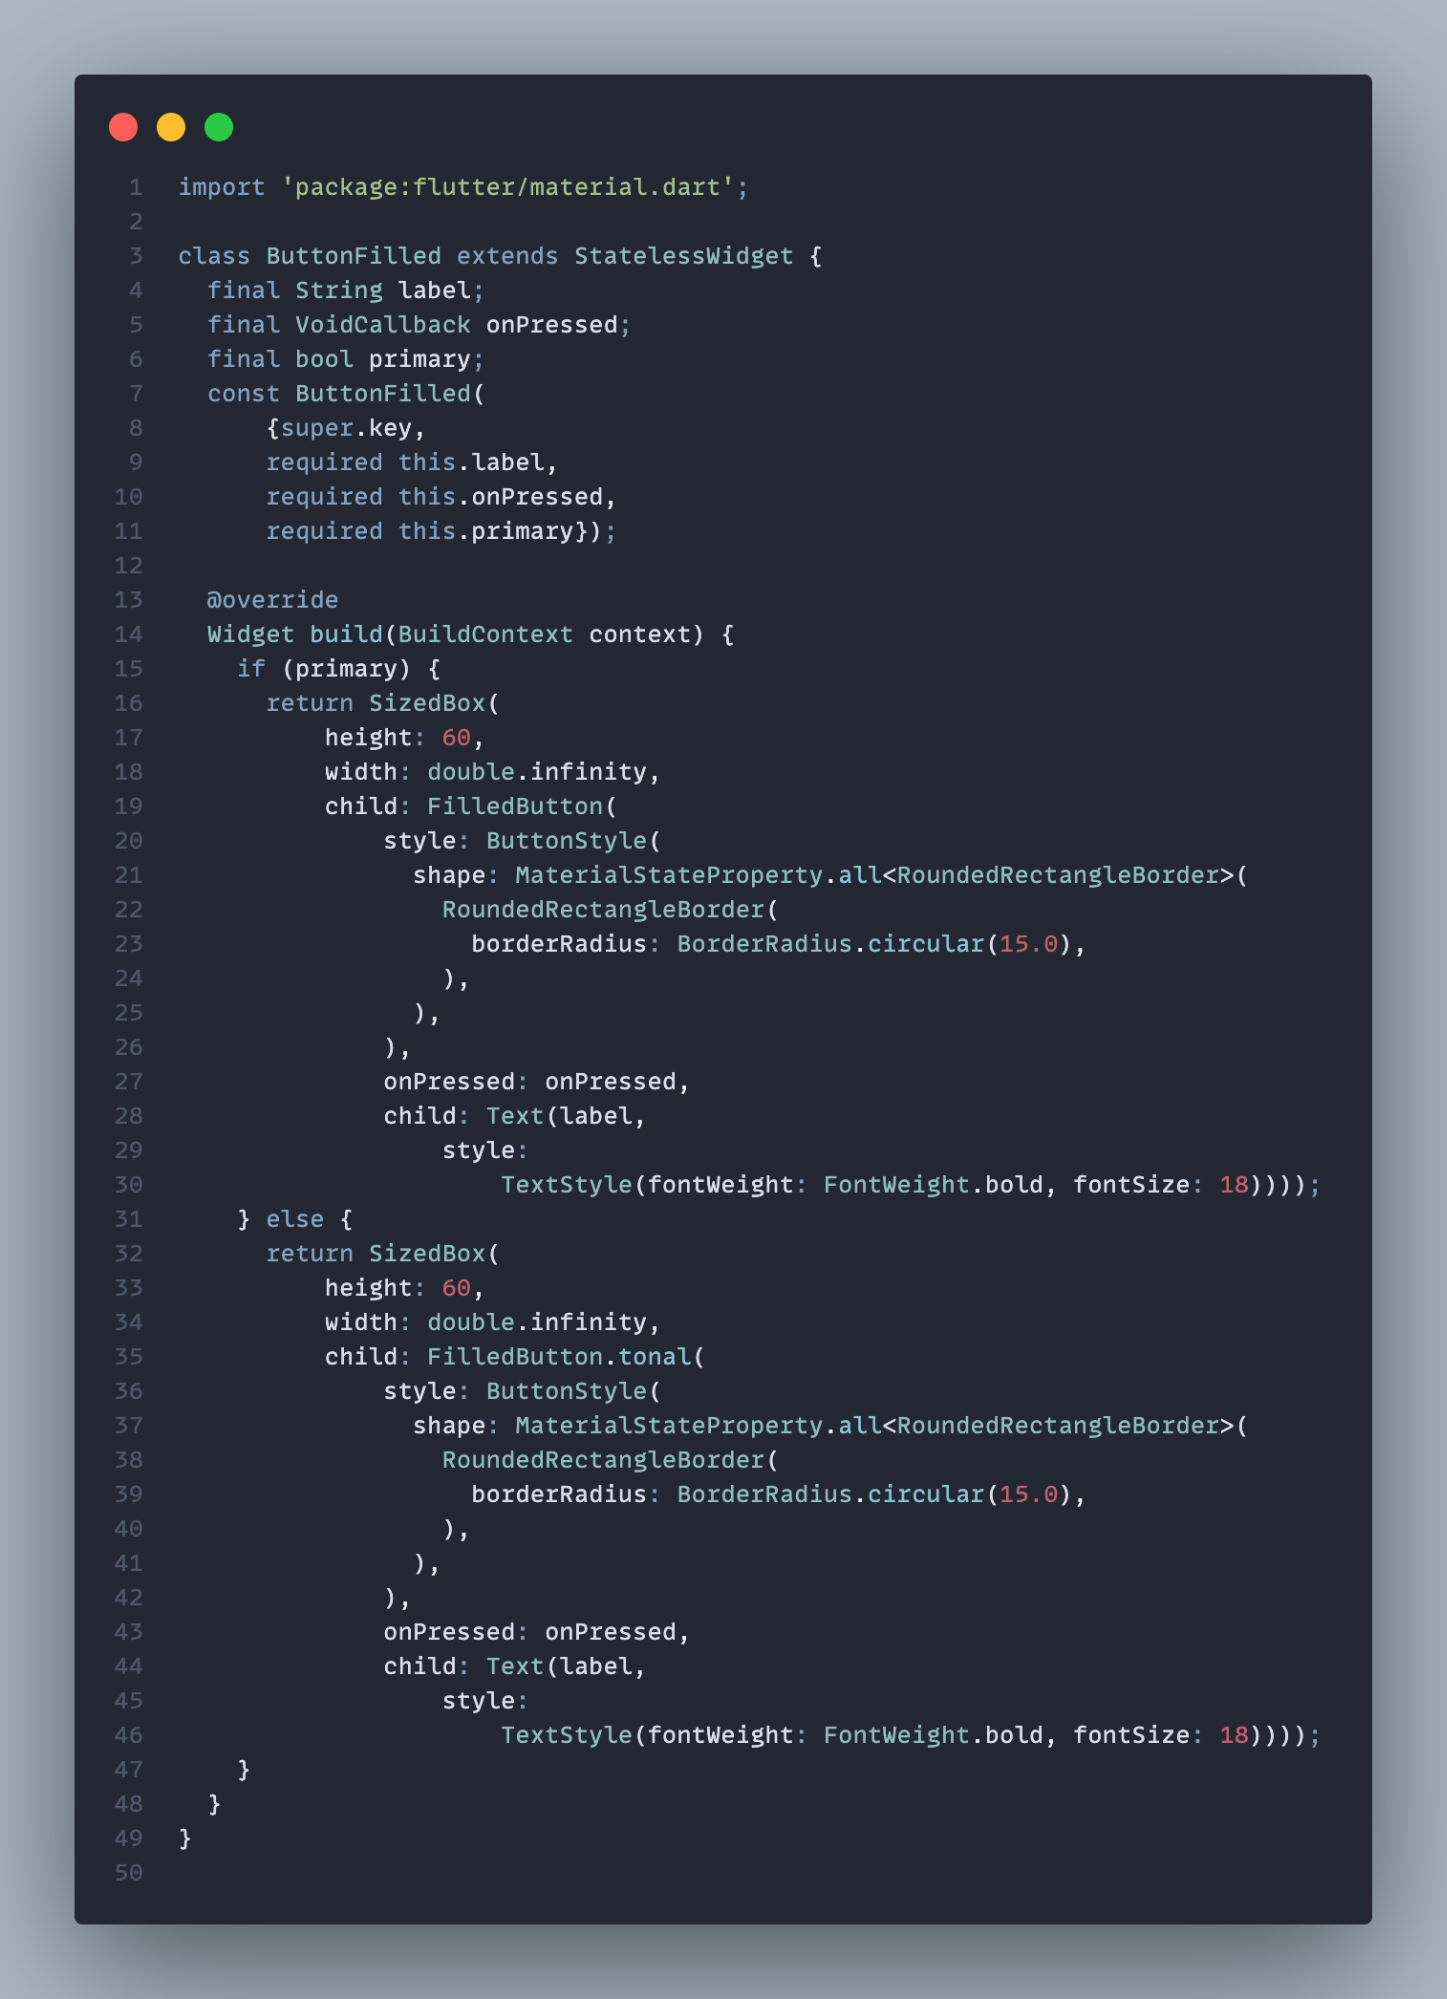 1 import 'package:flutter/material.dart';
2
3 class ButtonFilled extends StatelessWidget {
4   final String label;
5   final VoidCallback onPressed;
6   final bool primary;
7   const ButtonFilled(
8       {super.key,
9       required this.label,
10       required this.onPressed,
11       required this.primary});
12
13   @override
14   Widget build(BuildContext context) {
15     if (primary) {
16       return SizedBox(
17           height: 60,
18           width: double.infinity,
19           child: FilledButton(
20               style: ButtonStyle(
21                 shape: MaterialStateProperty.all<RoundedRectangleBorder>(
22                   RoundedRectangleBorder(
23                     borderRadius: BorderRadius.circular(15.0),
24                   ),
25                 ),
26               ),
27               onPressed: onPressed,
28               child: Text(label,
29                   style:
30                       TextStyle(fontWeight: FontWeight.bold, fontSize: 18))));
31     } else {
32       return SizedBox(
33           height: 60,
34           width: double.infinity,
35           child: FilledButton.tonal(
36               style: ButtonStyle(
37                 shape: MaterialStateProperty.all<RoundedRectangleBorder>(
38                   RoundedRectangleBorder(
39                     borderRadius: BorderRadius.circular(15.0),
40                   ),
41                 ),
42               ),
43               onPressed: onPressed,
44               child: Text(label,
45                   style:
46                       TextStyle(fontWeight: FontWeight.bold, fontSize: 18))));
47     }
48   }
49 }
50